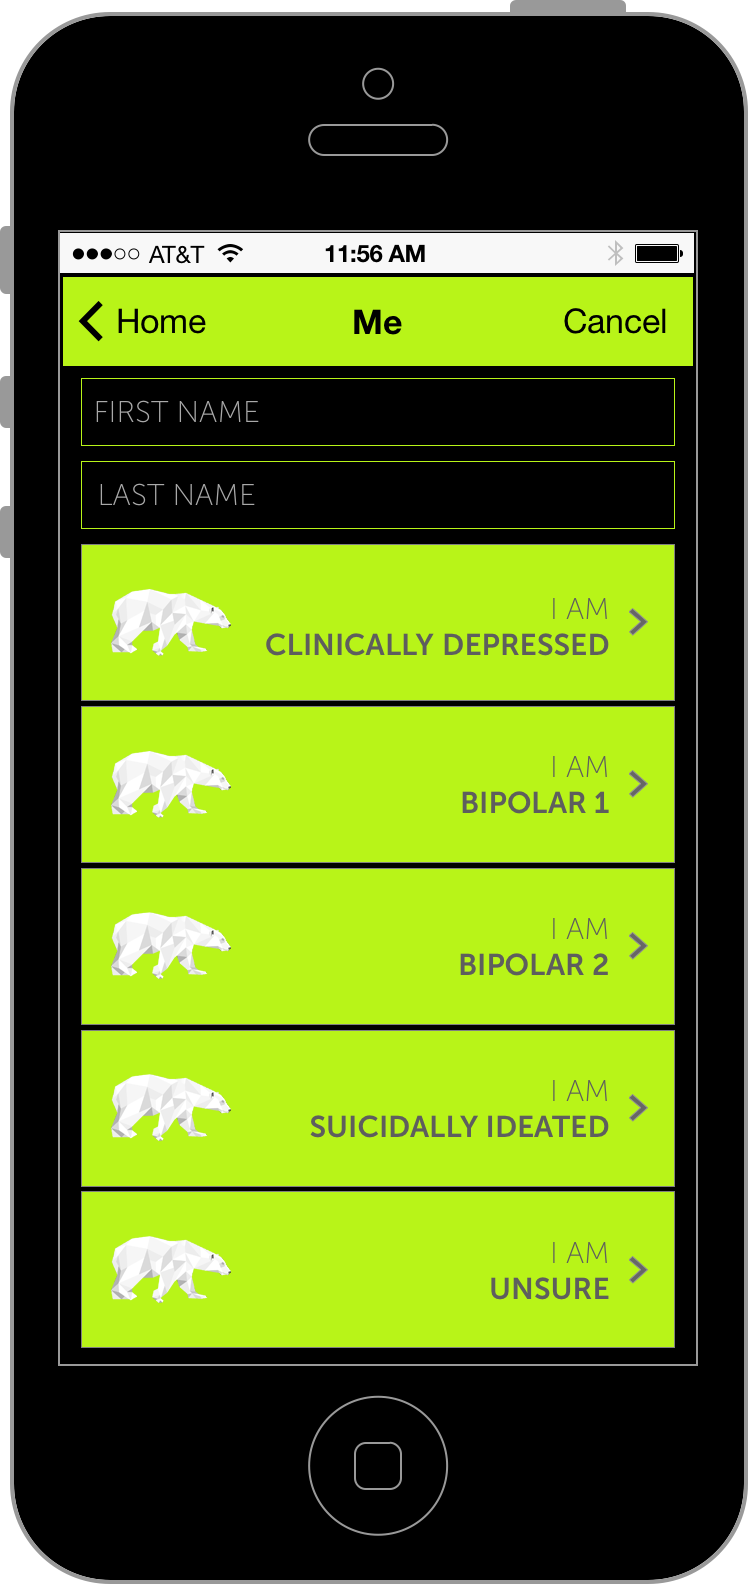 AT&T 11:56 AM
Home Me Cancel
FIRST NAME
LAST NAME
I AM
CLINICALLY DEPRESSED
I AM
BIPOLAR 1
I AM
BIPOLAR 2
I AM
SUICIDALLY IDEATED
I AM
UNSURE